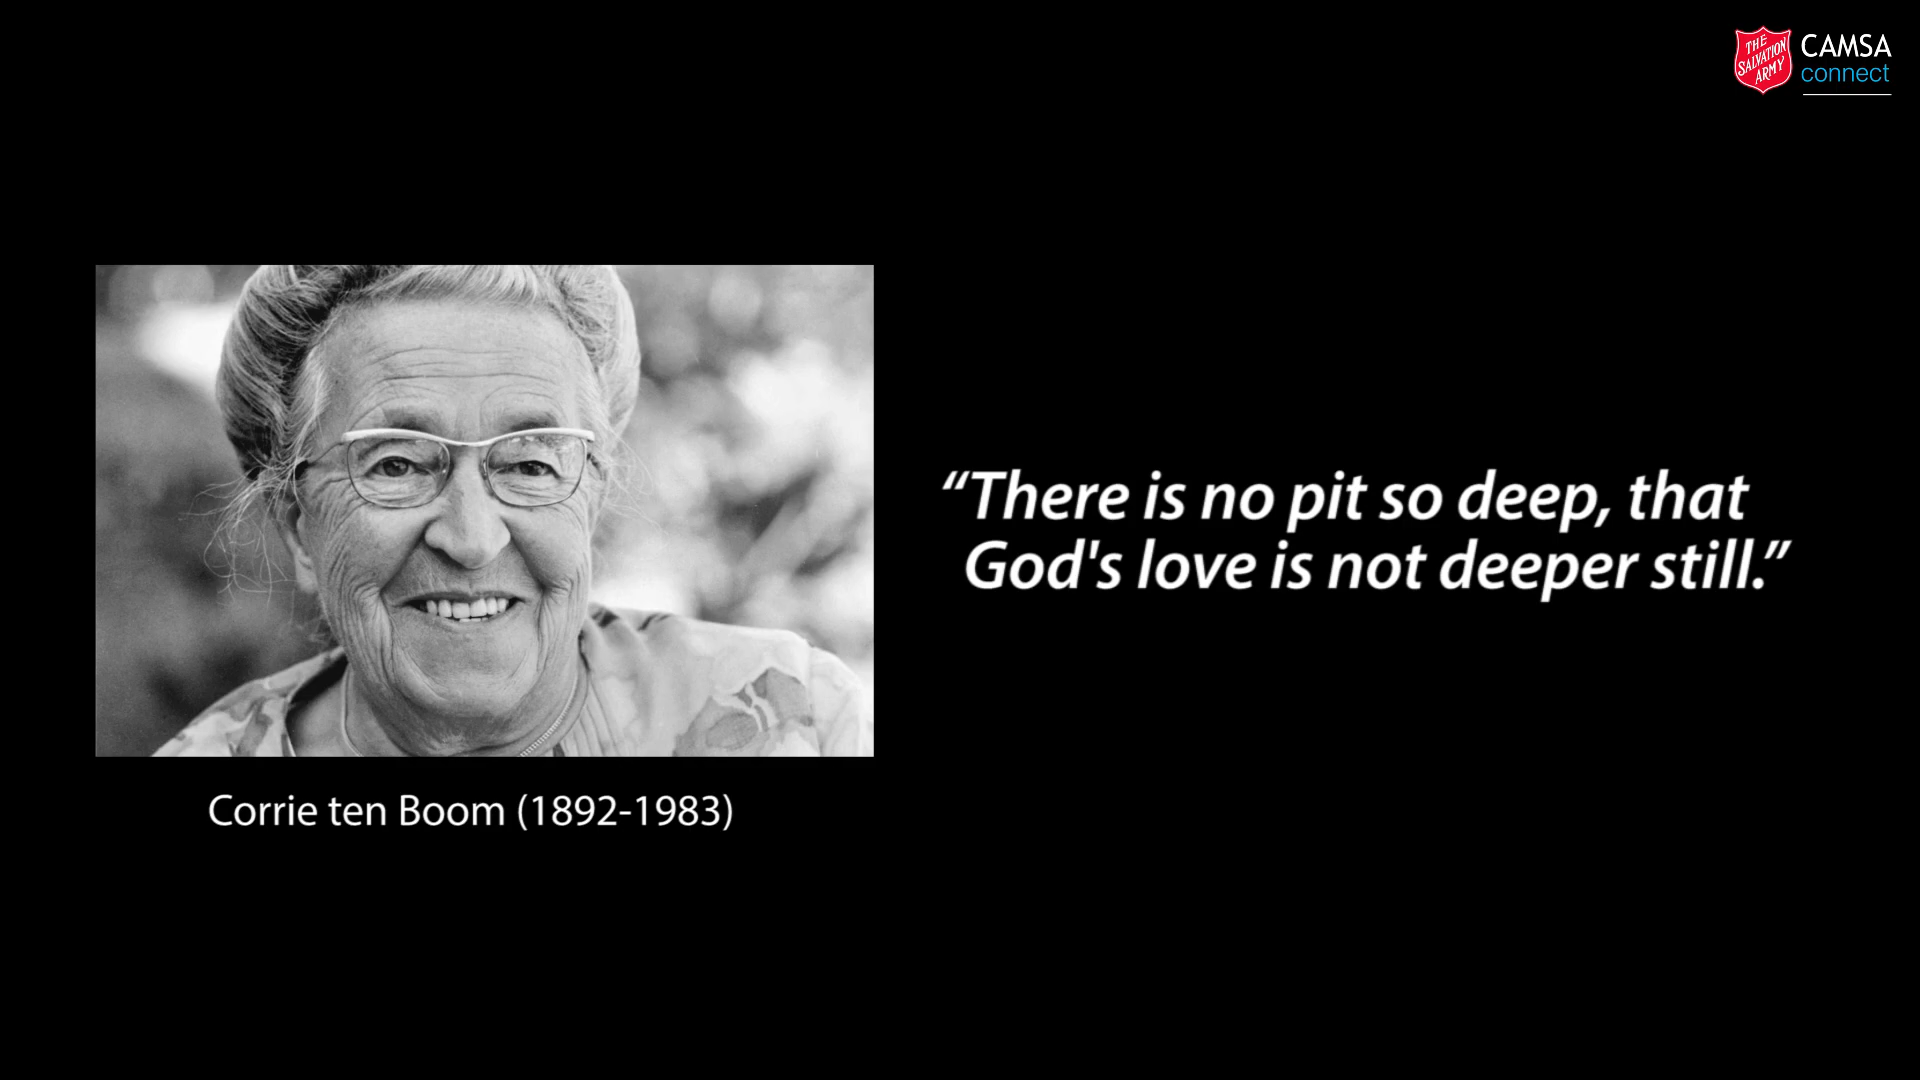 THE
SALVATION
ARMY
CAMSA
connect
“There is no pit so deep, that
God's love is not deeper still.”
Corrie ten Boom (1892-1983)